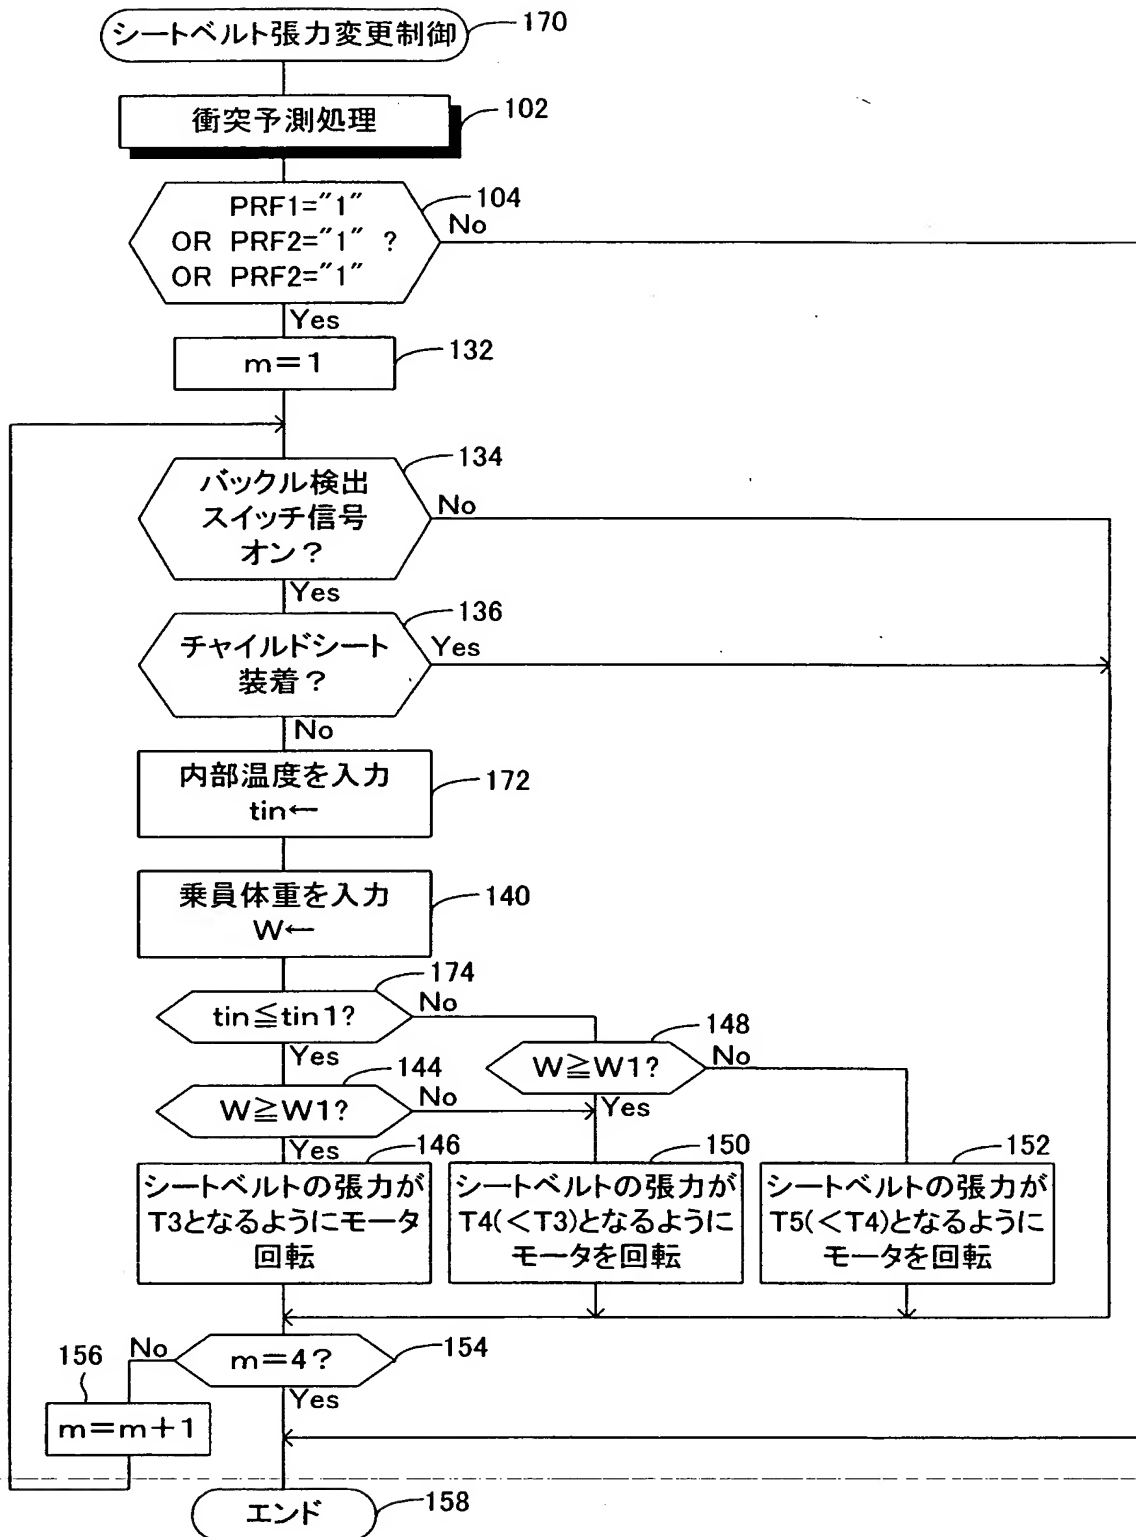 シートベルト張力変更制御
170
衝突予測処理
102
PRF1="1"
OR PRF2="1" ?
OR PRF2="1"
104
No
Yes
m=1
132
バックル検出
スイッチ信号
オン?
134
No
Yes
チャイルドシート
装着?
136
Yes
No
内部温度を入力
tin←
172
乗員体重を入力
W←
140
tin≦tin1?
174
No
Yes
W≧W1?
148
No
Yes
W≧W1?
144
No
Yes
シートベルトの張力が
T3となるようにモータ
回転
146
シートベルトの張力が
T4(<T3)となるように
モータを回転
150
シートベルトの張力が
T5(<T4)となるように
モータを回転
152
m=4?
154
No
Yes
156
m=m+1
エンド
158